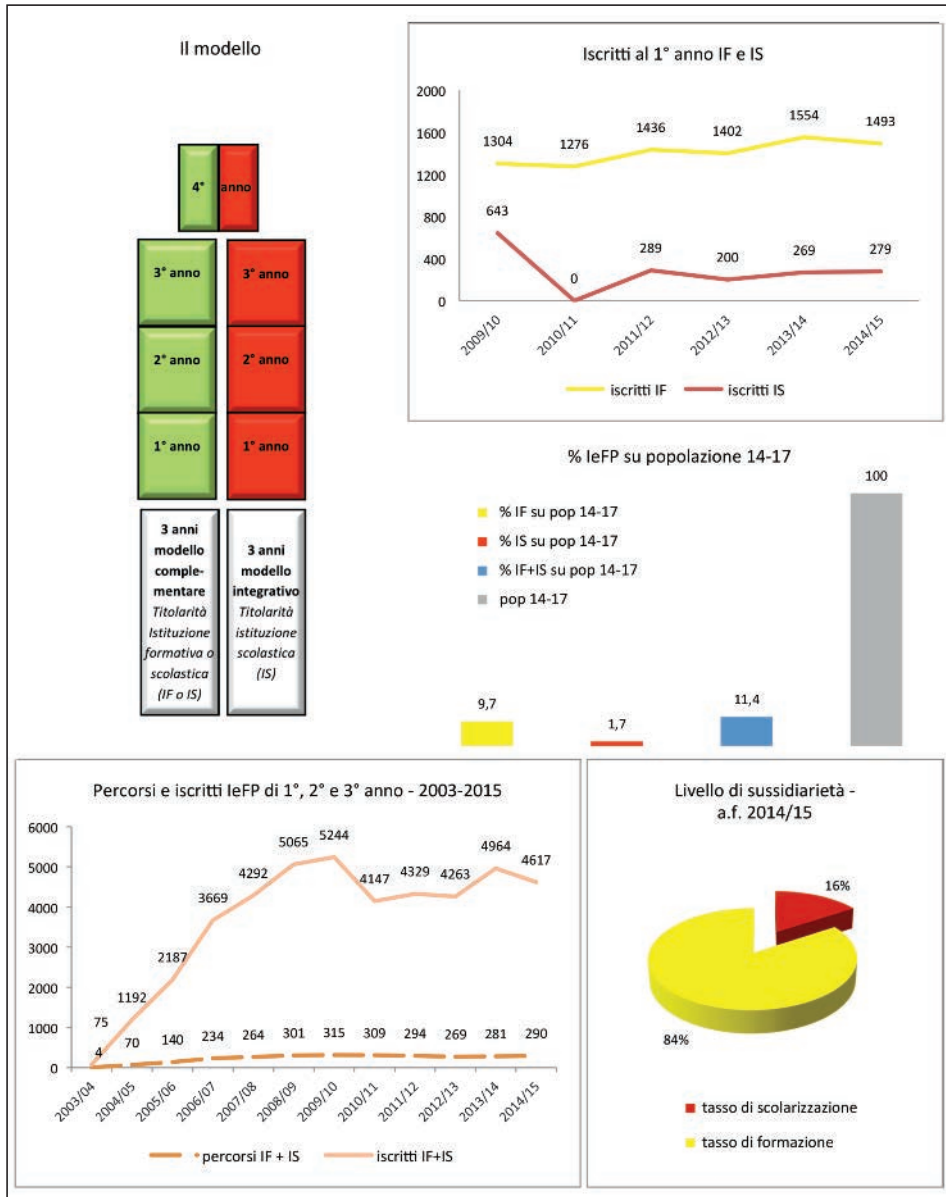 Il modello
4° anno
3° anno 3° anno
2° anno 2° anno
1° anno 1° anno
3 anni
modello
comple-
mentare
Titolarità
Istituzione
formativa o
scolastica
(IF o IS)
3 anni
modello
integrativo
Titolarità
istituzione
scolastica
(IS)
Iscritti al 1° anno IF e IS
2000
1600
1200
800
400
0
1304 1276 1436 1402 1554 1493
643 0 289 200 269 279
2009/10 2010/11 2011/12 2012/13 2013/14 2014/15
iscritti IF iscritti IS
% IeFP su popolazione 14-17
% IF su pop 14-17
% IS su pop 14-17
% IF+IS su pop 14-17
pop 14-17
9,7 1,7 11,4 100
Percorsi e iscritti IeFP di 1°, 2° e 3° anno - 2003-2015
6000
5000
4000
3000
2000
1000
0
75 1192 2187 3669 4292 5065 5244 4147 4329 4263 4964 4617
4 70 140 234 264 301 315 309 294 269 281 290
2003/04 2004/05 2005/06 2006/07 2007/08 2008/09 2009/10 2010/11 2011/12 2012/13 2013/14 2014/15
percorsi IF + IS iscritti IF+IS
Livello di sussidiarietà -
a.f. 2014/15
16%
84%
tasso di scolarizzazione
tasso di formazione